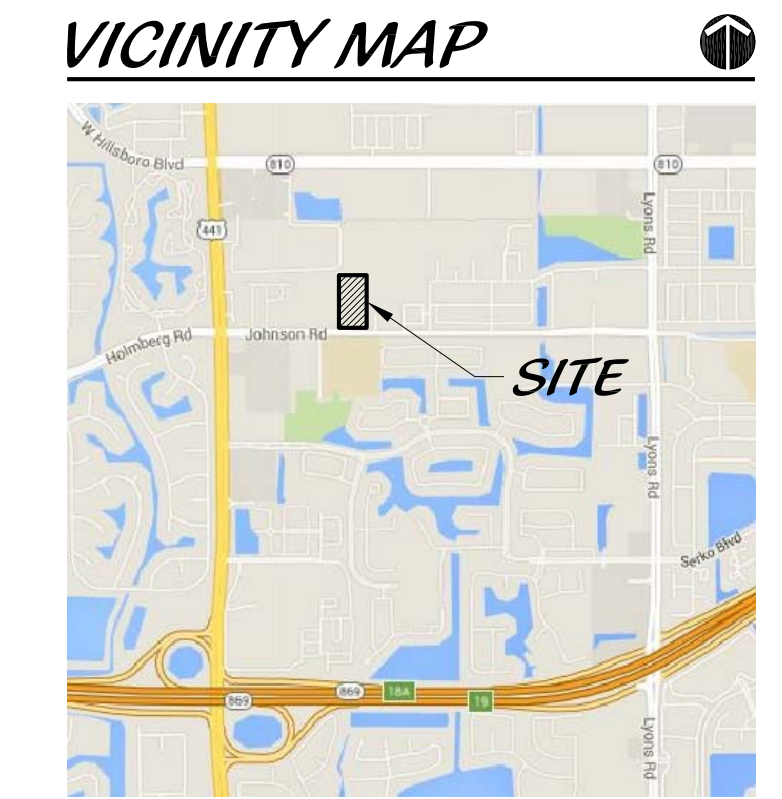 VICINITY MAP
W Hillsboro Blvd
810
810
Lyons Rd
441
Holmberg Rd
Johnson Rd
SITE
Lyons Rd
Serko Blvd
869
869
18A
19
Lyons Rd